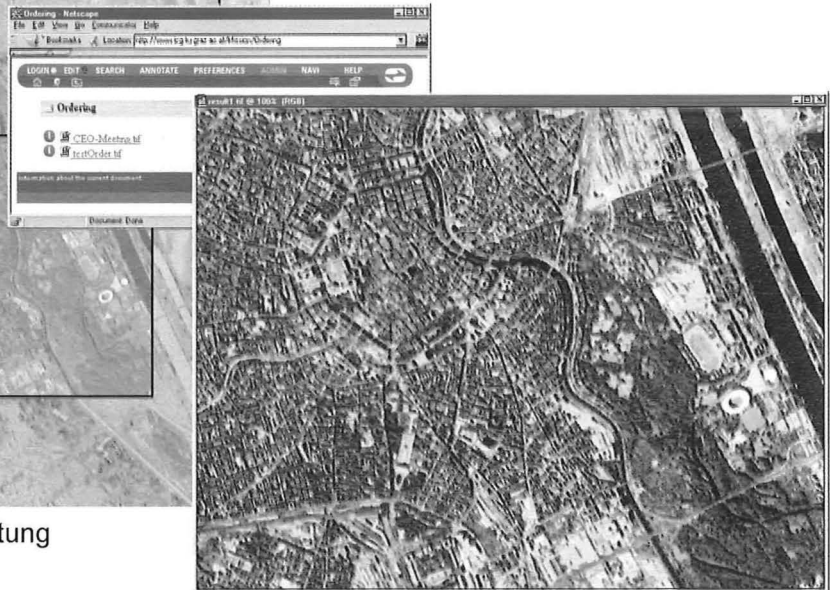 Ordering - Netscape
File Edit View Go Communicator Help
Bookmarks Location:
LOGIN EDIT SEARCH ANNOTATE PREFERENCES ADMIN NAVI HELP
Ordering
CEO-Meeting.tif
testOrder.tif
Information about the current document
Document: Done
result1.tif @ 100% (RGB)
tung